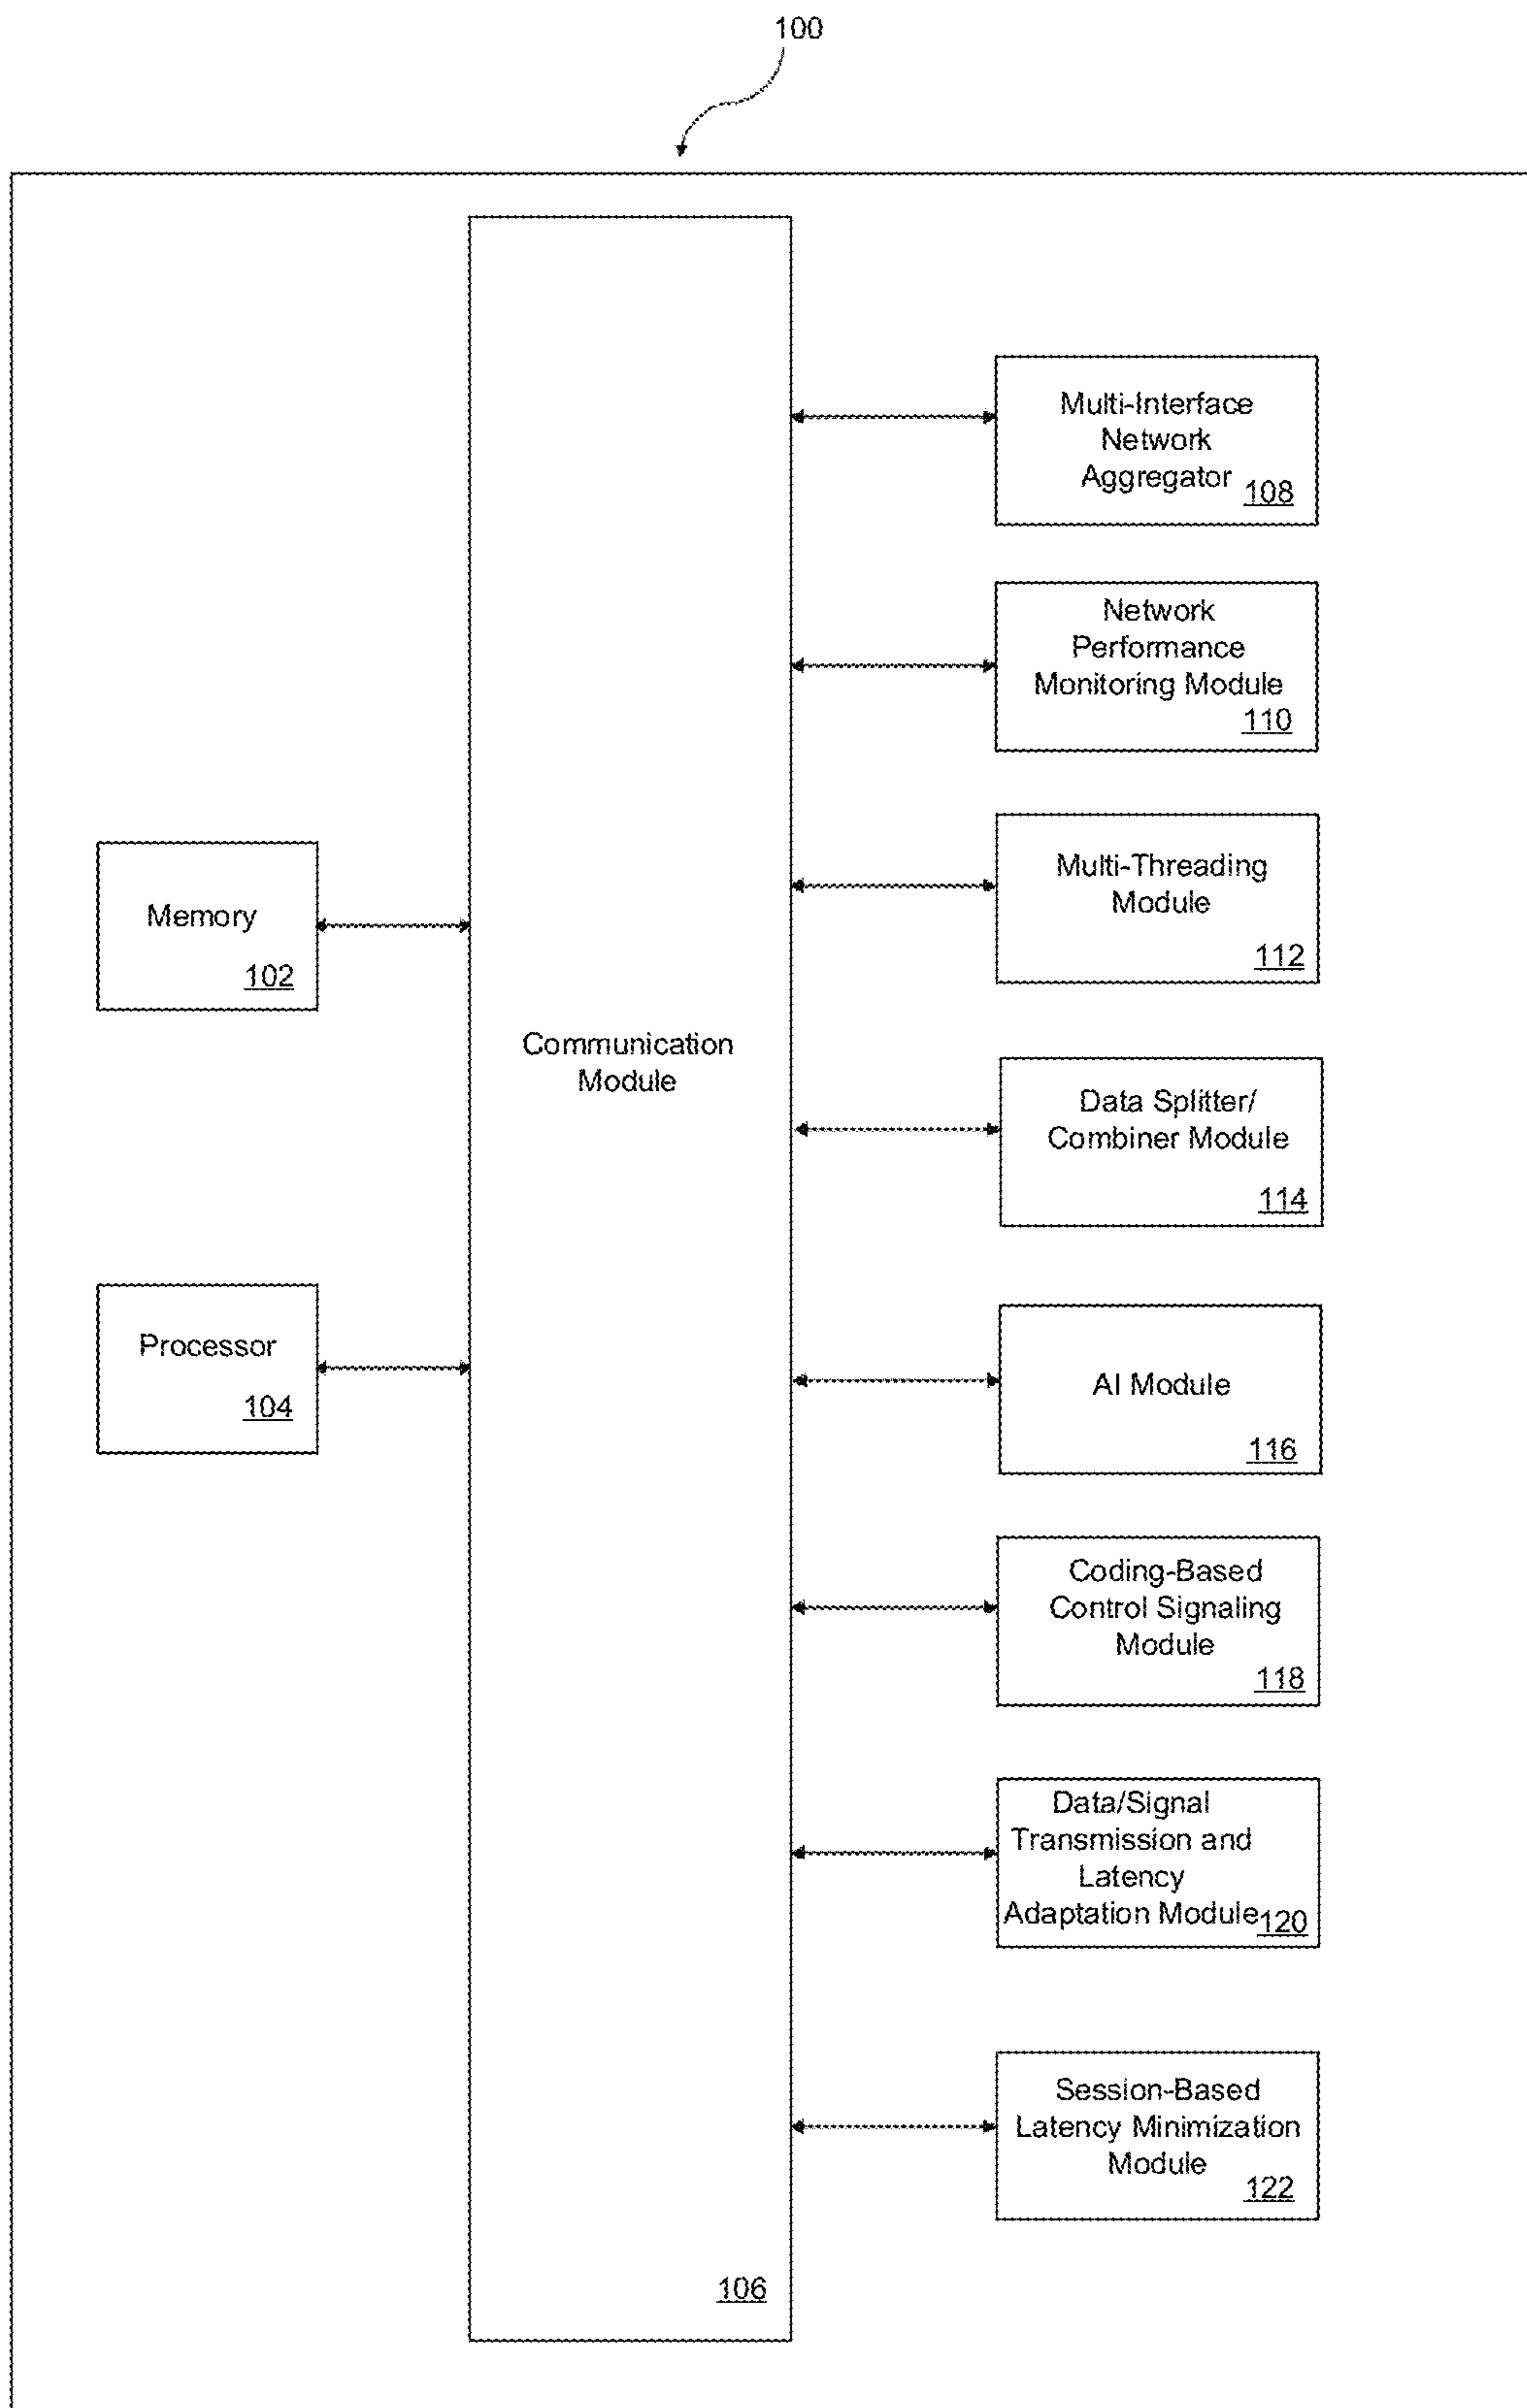 100
Multi-Interface
Network
Aggregator
108
Network
Performance
Monitoring Module
110
Multi-Threading
Module
112
Memory
102
Communication
Module
Data Splitter/
Combiner Module
114
Processor
104
AI Module
116
Coding-Based
Control Signaling
Module
118
Data/Signal
Transmission and
Latency
Adaptation Module
120
Session-Based
Latency Minimization
Module
122
106